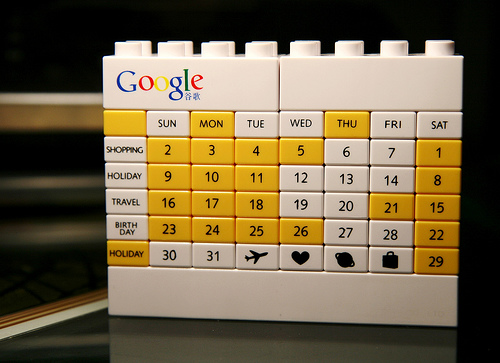 Google
谷歌
SUN MON TUE WED THU FRI SAT
SHOPPING 2 3 4 5 6 7 1
HOLIDAY 9 10 11 12 13 14 8
TRAVEL 16 17 18 19 20 21 15
BIRTH
DAY 23 24 25 26 27 28 22
HOLIDAY 30 31 29